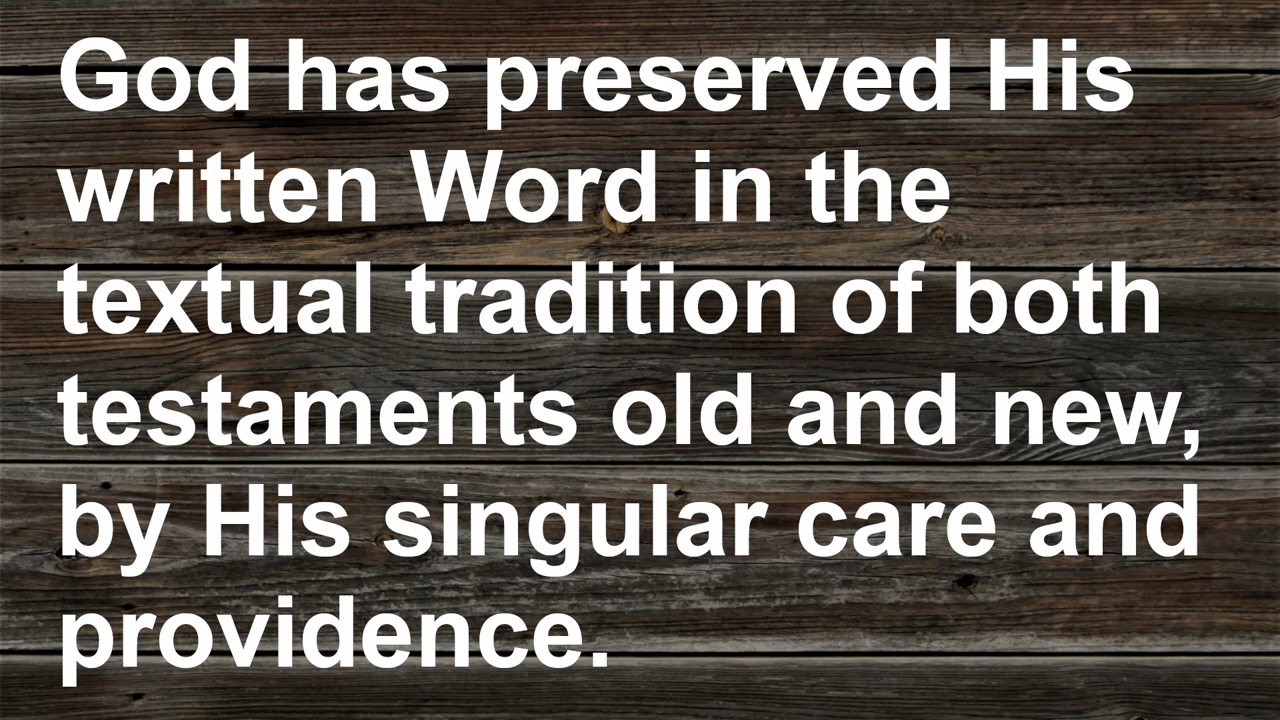 God has preserved His
written Word in the
textual tradition of both
testaments old and new,
by His singular care and
providence.